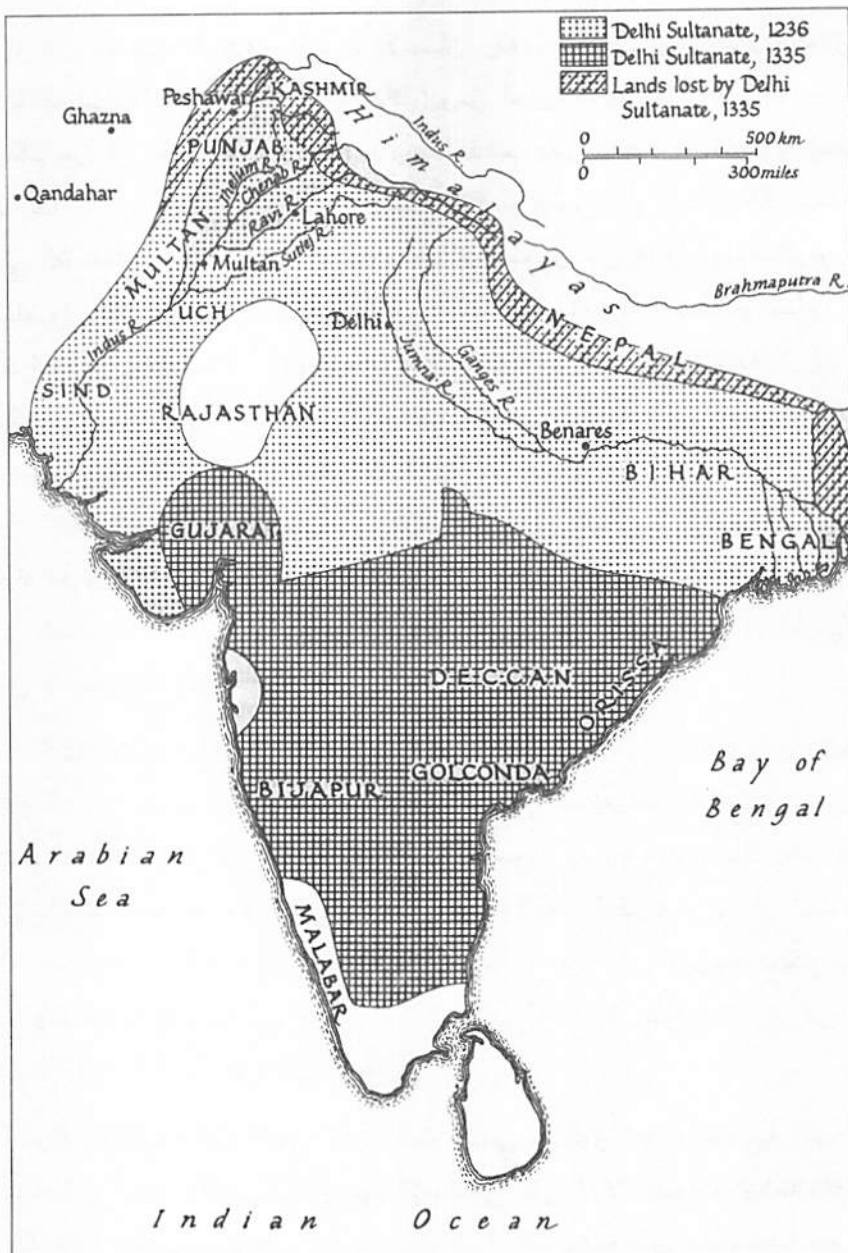 Delhi Sultanate, 1236
Delhi Sultanate, 1335
Lands lost by Delhi
Sultanate, 1335
0 500 km
0 300 miles
KASHMIR
Peshawar
Ghazna
PUNJAB
Himalayas
Indus R.
Qandahar
Jhelum R.
Chenab R.
Ravi R.
Lahore
MULTAN
Multan
Sutlej R.
Brahmaputra R.
UCH
Indus R.
Delhi
NEPAL
SIND
Jumna R.
Ganges R.
RAJASTHAN
Benares
BIHAR
GUJARAT
BENGAL
DECCAN
ORISSA
GOLCONDA
BIJAPUR
Bay of
Bengal
Arabian
Sea
MALABAR
Indian Ocean